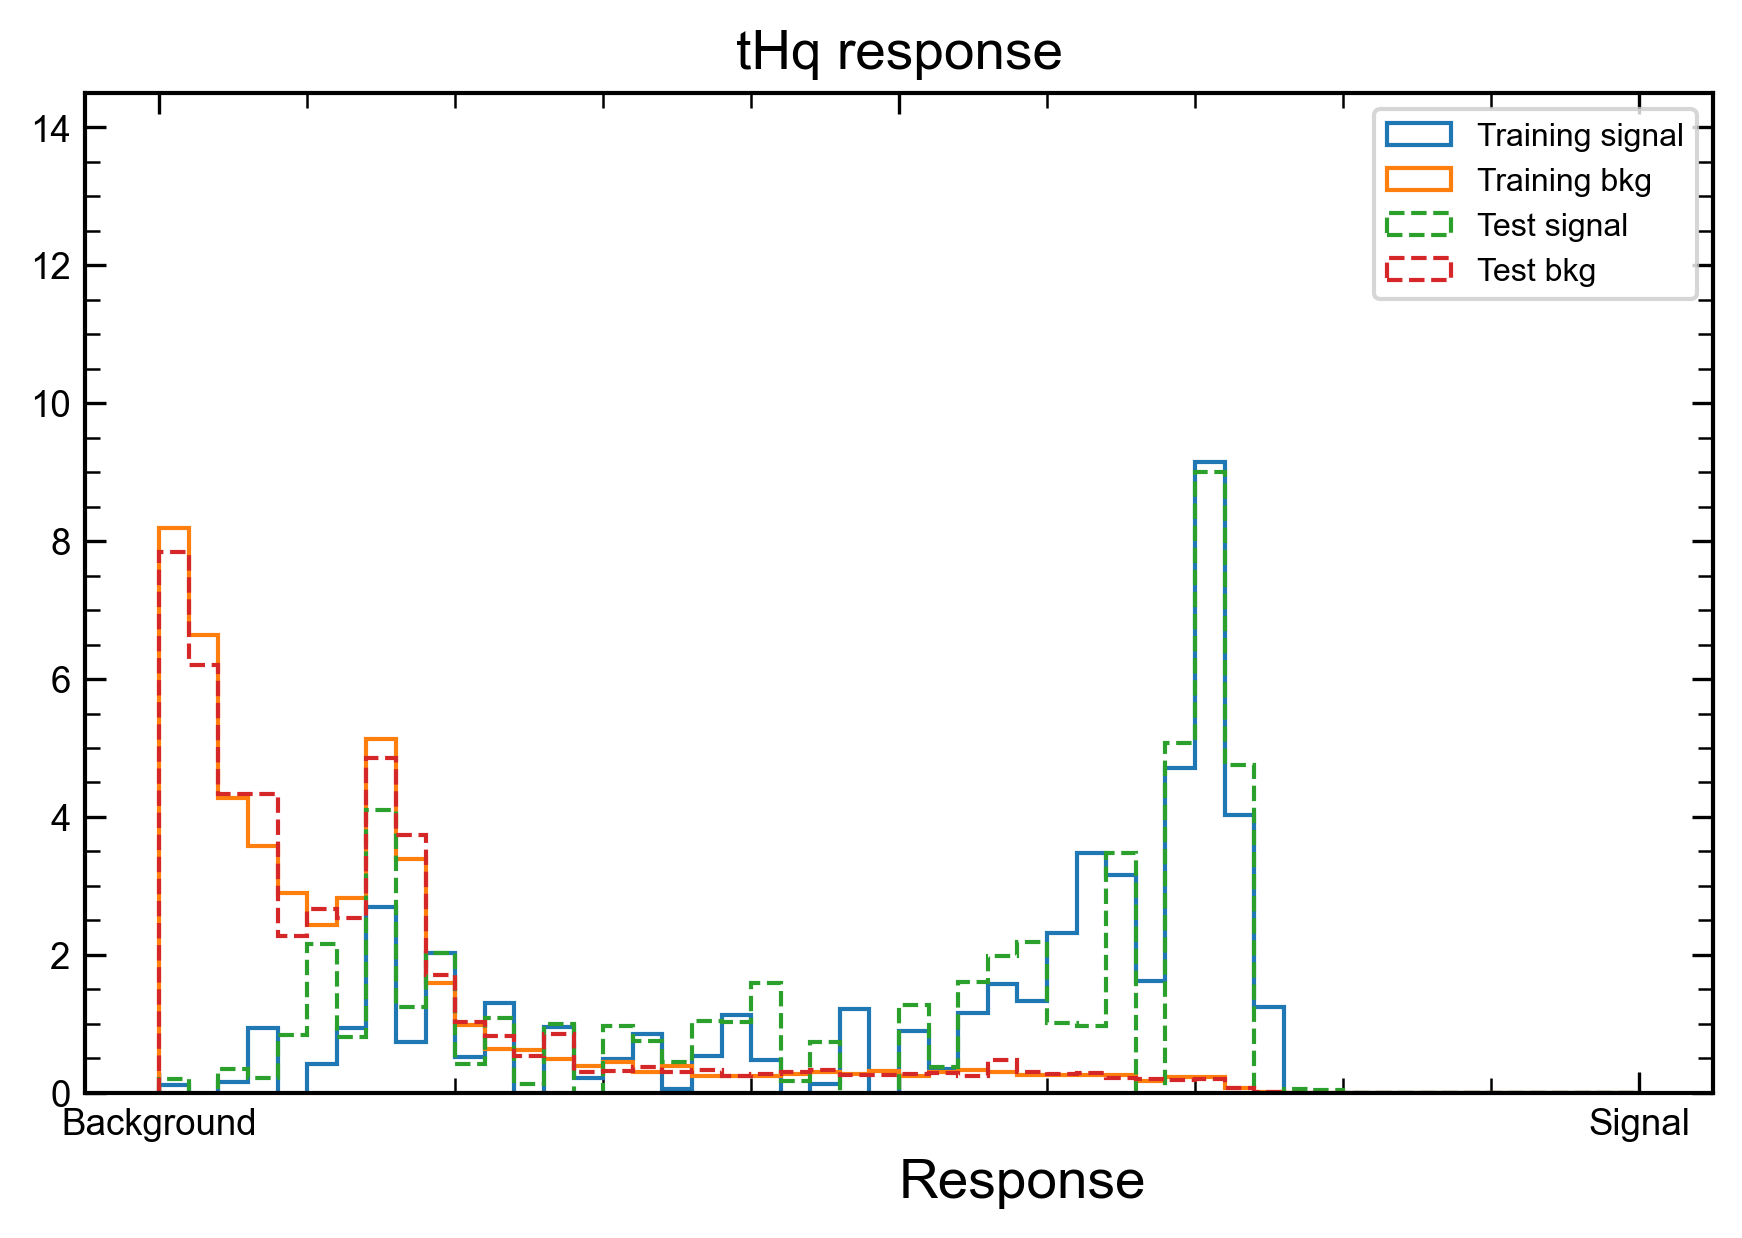 tHq response
14
12
10
8
6
4
2
0
Training signal
Training bkg
Test signal
Test bkg
Background
Signal
Response